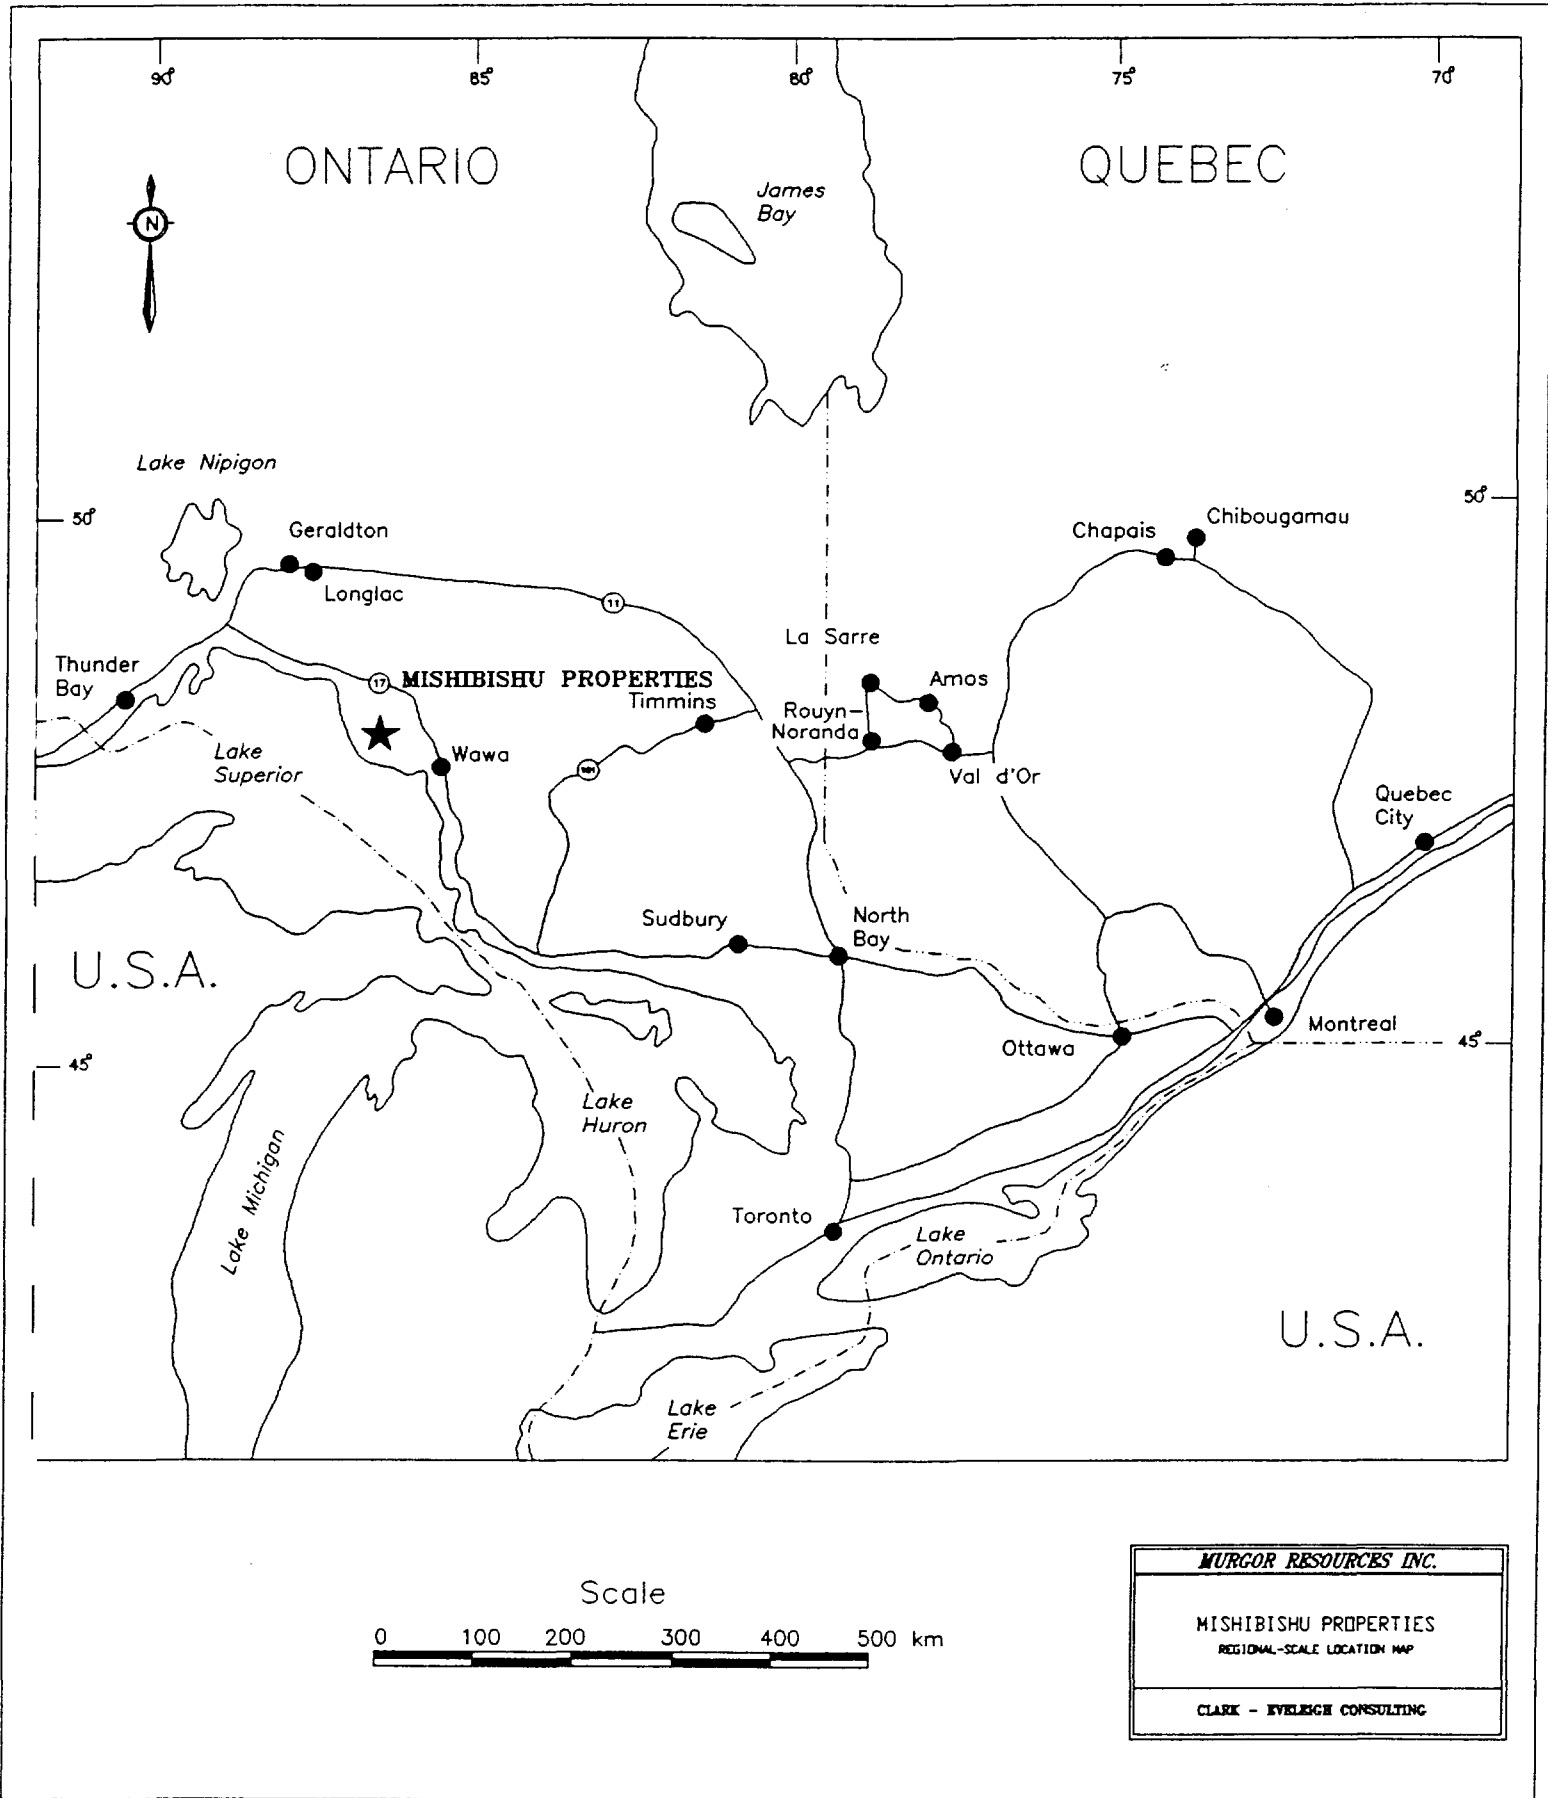 90°
85°
80°
75°
70°
ONTARIO
QUEBEC
James
Bay
N
Lake Nipigon
50°
50°
Geraldton
Longlac
11
Chapais
Chibougamau
La Sarre
Thunder
Bay
17
MISHIBISHU PROPERTIES
Timmins
Amos
Rouyn-
Noranda
Val d'Or
Lake
Superior
Wawa
Quebec
City
Sudbury
North
Bay
U.S.A.
Ottawa
Montreal
45°
45°
Lake
Huron
Lake Michigan
Toronto
Lake
Ontario
U.S.A.
Lake
Erie
Scale
0 100 200 300 400 500 km
MURGOR RESOURCES INC.
MISHIBISHU PROPERTIES
REGIONAL-SCALE LOCATION MAP
CLARK - EVELEIGH CONSULTING